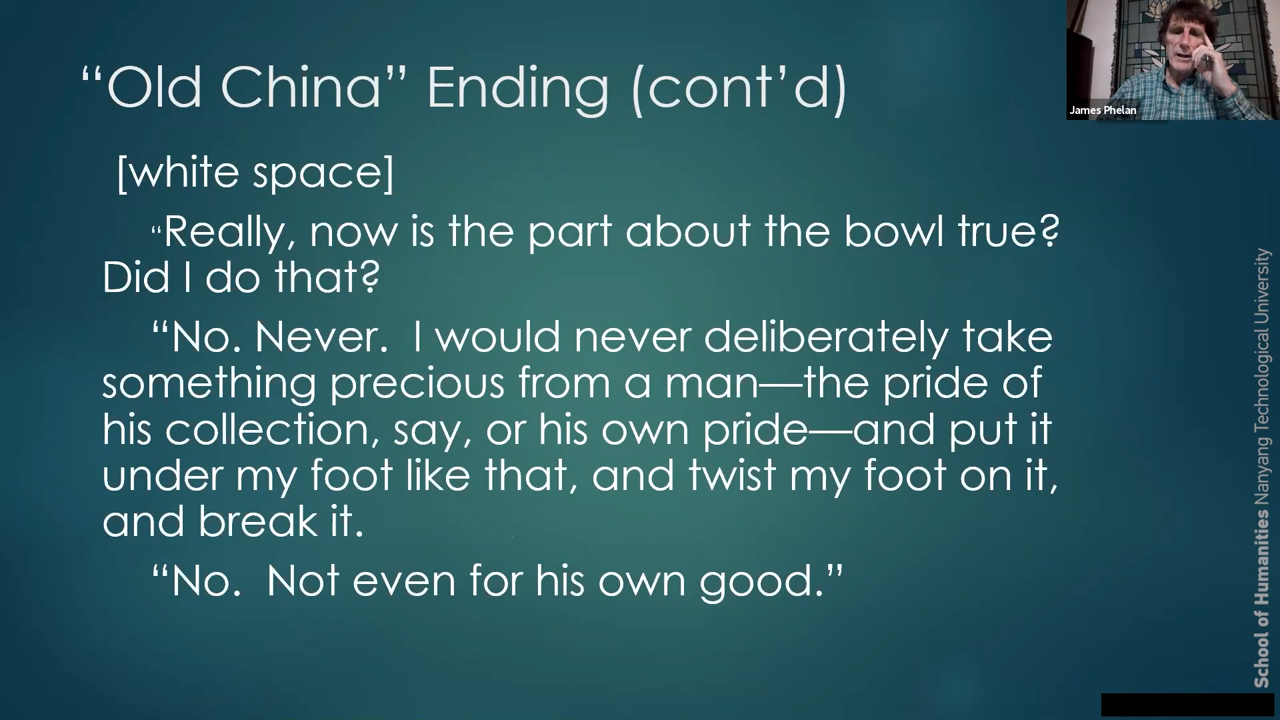 “Old China” Ending (cont’d)
James Phelan
[white space]
“Really, now is the part about the bowl true?
Did I do that?
“No. Never.  I would never deliberately take
something precious from a man—the pride of
his collection, say, or his own pride—and put it
under my foot like that, and twist my foot on it,
and break it.
“No.  Not even for his own good.”
School of Humanities Nanyang Technological University